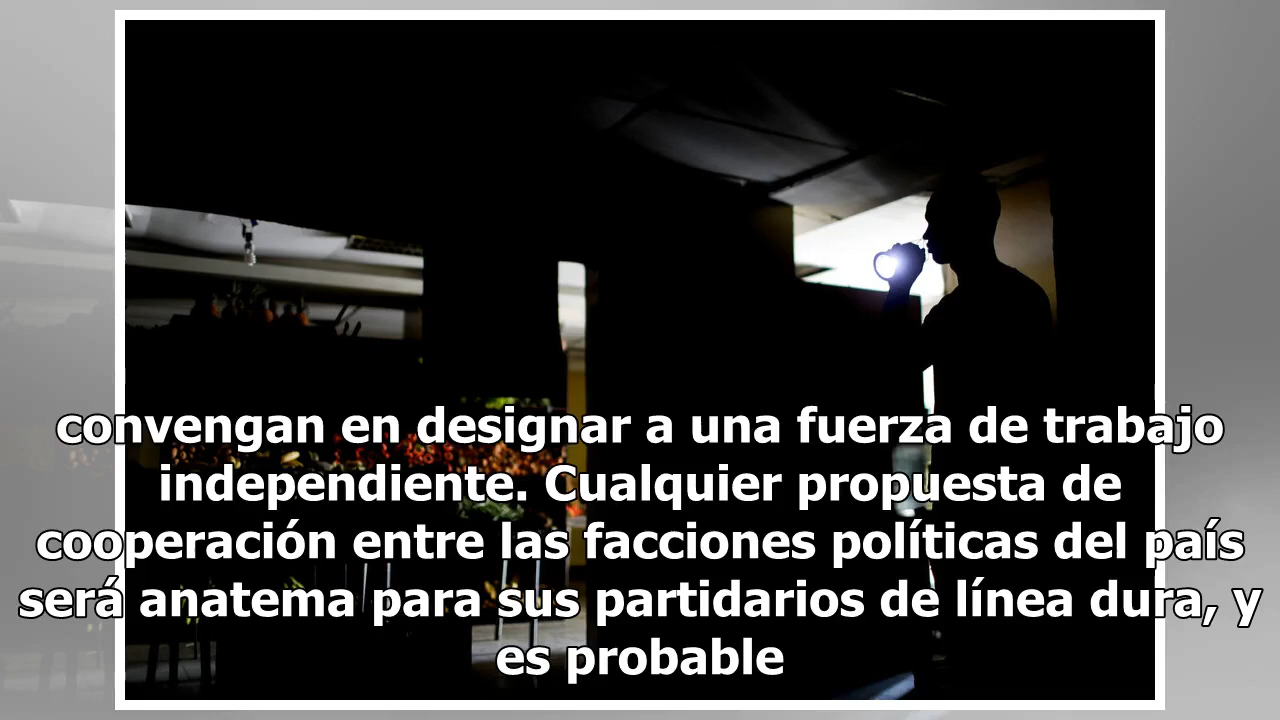 convengan en designar a una fuerza de trabajo
independiente. Cualquier propuesta de
cooperación entre las facciones políticas del país
será anatema para sus partidarios de línea dura, y
es probable